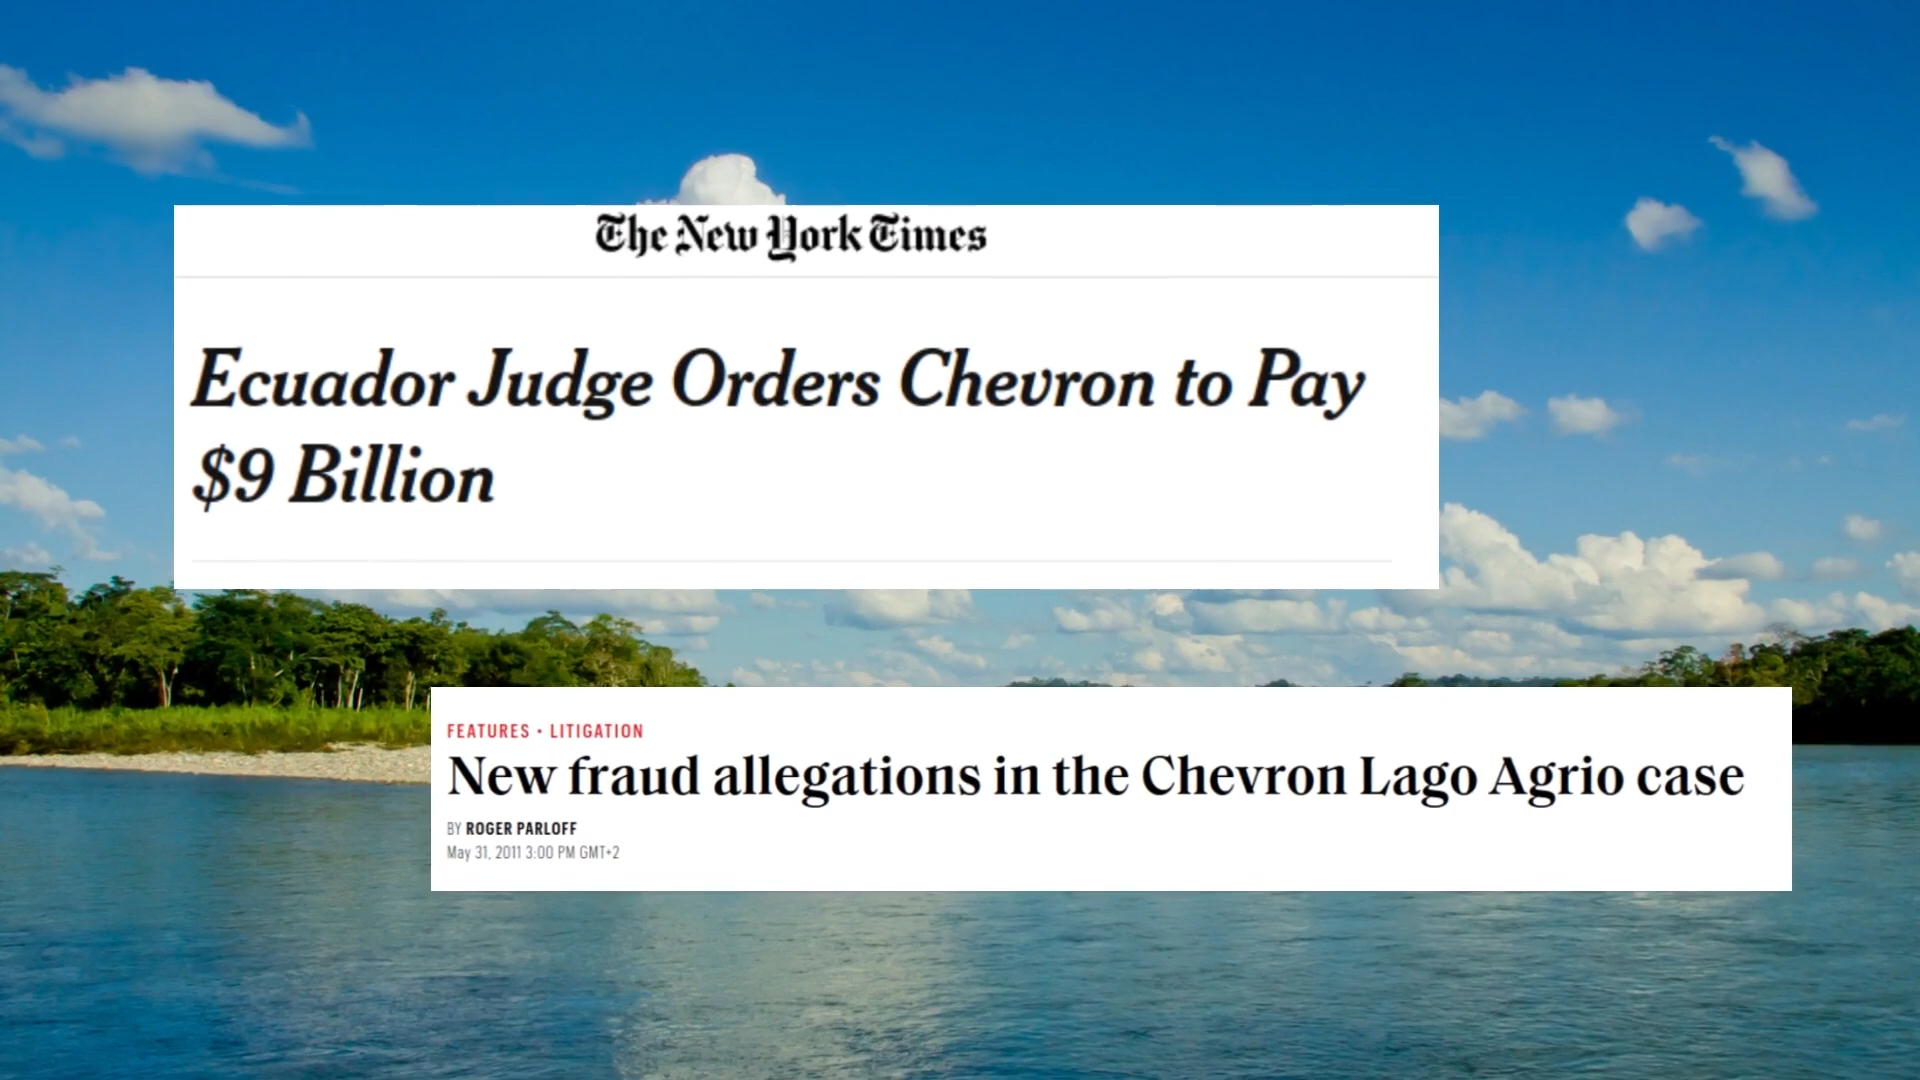 The New York Times
Ecuador Judge Orders Chevron to Pay
$9 Billion
FEATURES • LITIGATION
New fraud allegations in the Chevron Lago Agrio case
BY ROGER PARLOFF
May 31, 2011 3:00 PM GMT+2